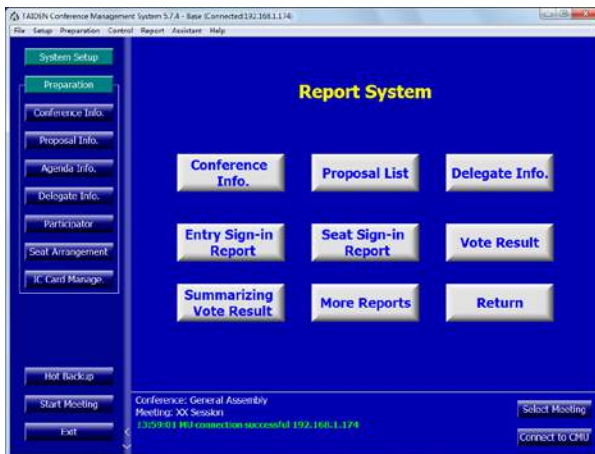 TAIDEN Conference Management System 5.7.4 - Base (Connected:192.168.1.174)
File Setup Preparation Control Report Assistant Help
System Setup
Preparation
Conference Info.
Proposal Info.
Agenda Info.
Delegate Info.
Participator
Seat Arrangement
IC Card Manage.
Hot Backup
Start Meeting
Exit
Report System
Conference Info.
Proposal List
Delegate Info.
Entry Sign-in Report
Seat Sign-in Report
Vote Result
Summarizing Vote Result
More Reports
Return
Conference: General Assembly
Meeting: XX Session
13:59:01 MU connection successful 192.168.1.174
Select Meeting
Connect to CMU